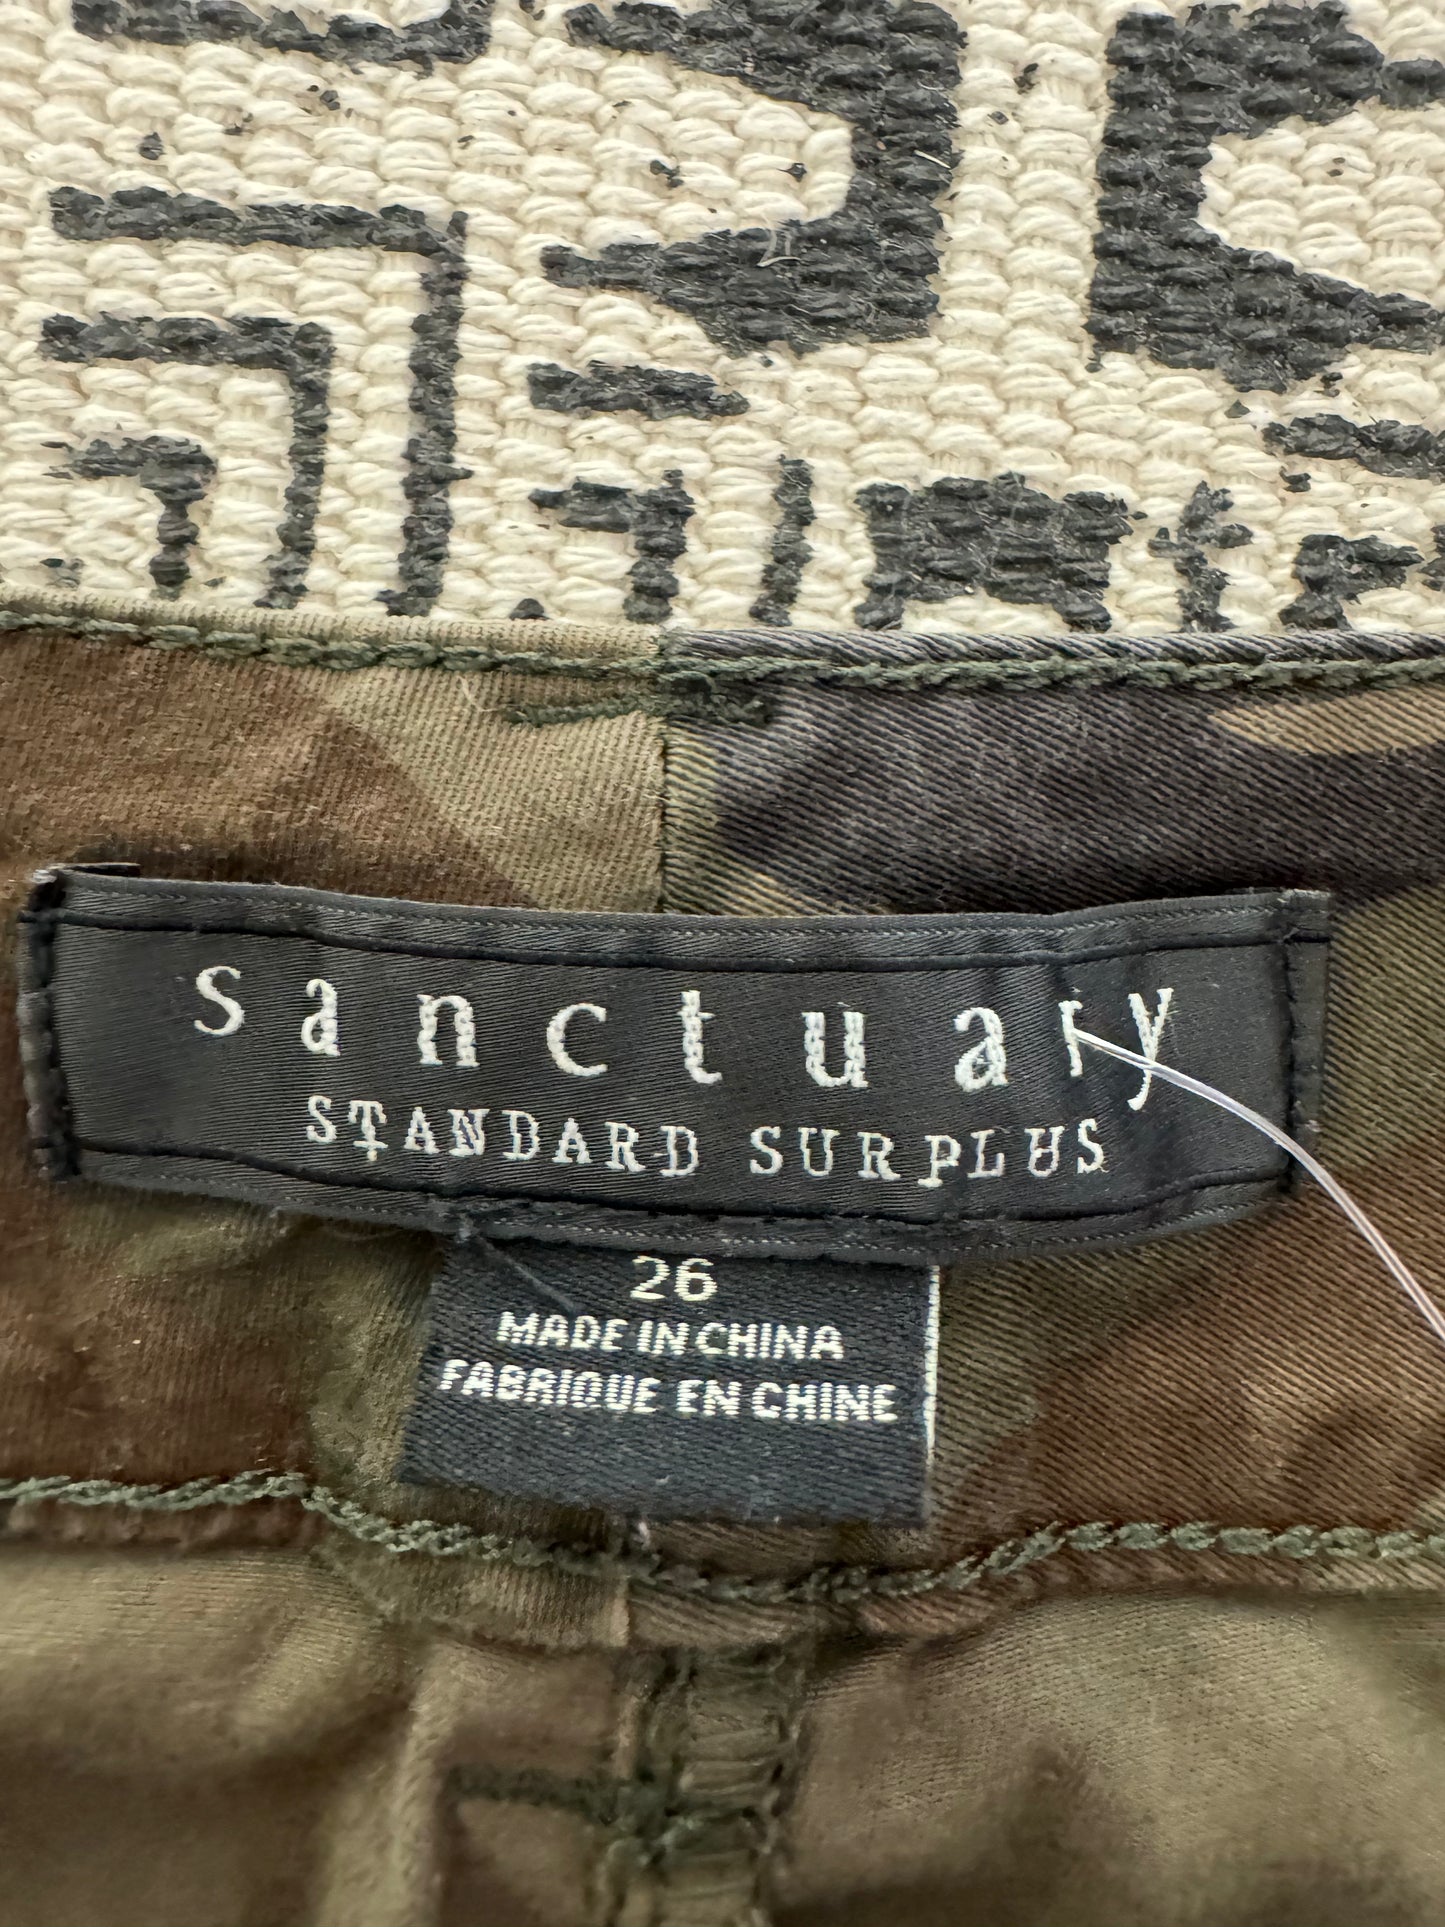 sanctuary
STANDARD SURPLUS
26
MADE IN CHINA
FABRIQUE EN CHINE